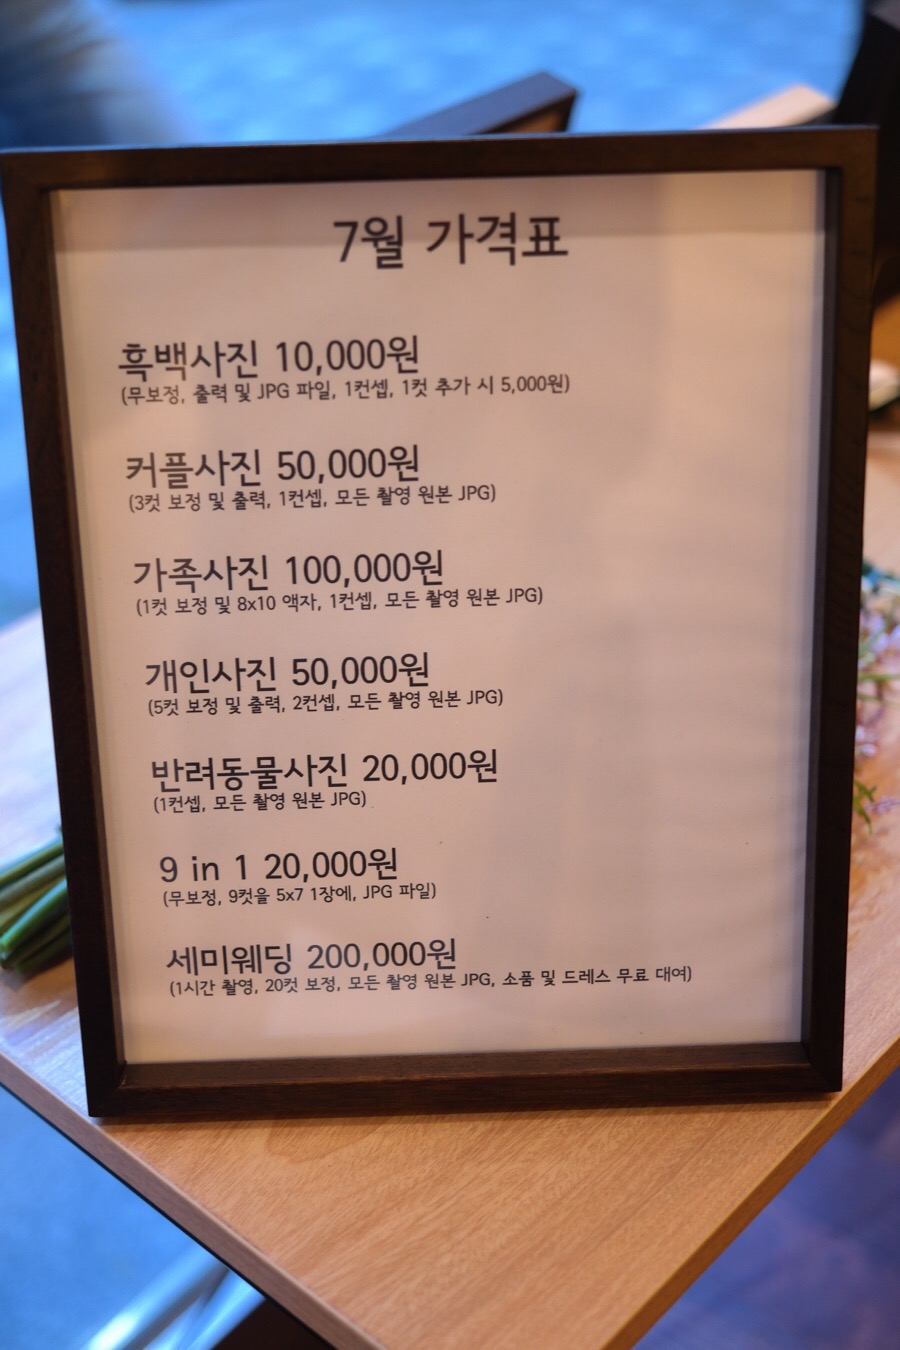 7월 가격표
흑백사진 10,000원
(무보정, 출력 및 JPG 파일, 1컨셉, 1컷 추가 시 5,000원)
커플사진 50,000원
(3컷 보정 및 출력, 1컨셉, 모든 촬영 원본 JPG)
가족사진 100,000원
(1컷 보정 및 8x10 액자, 1컨셉, 모든 촬영 원본 JPG)
개인사진 50,000원
(5컷 보정 및 출력, 2컨셉, 모든 촬영 원본 JPG)
반려동물사진 20,000원
(1컨셉, 모든 촬영 원본 JPG)
9 in 1 20,000원
(무보정, 9컷을 5x7 1장에, JPG 파일)
세미웨딩 200,000원
(1시간 촬영, 20컷 보정, 모든 촬영 원본 JPG, 소품 및 드레스 무료 대여)